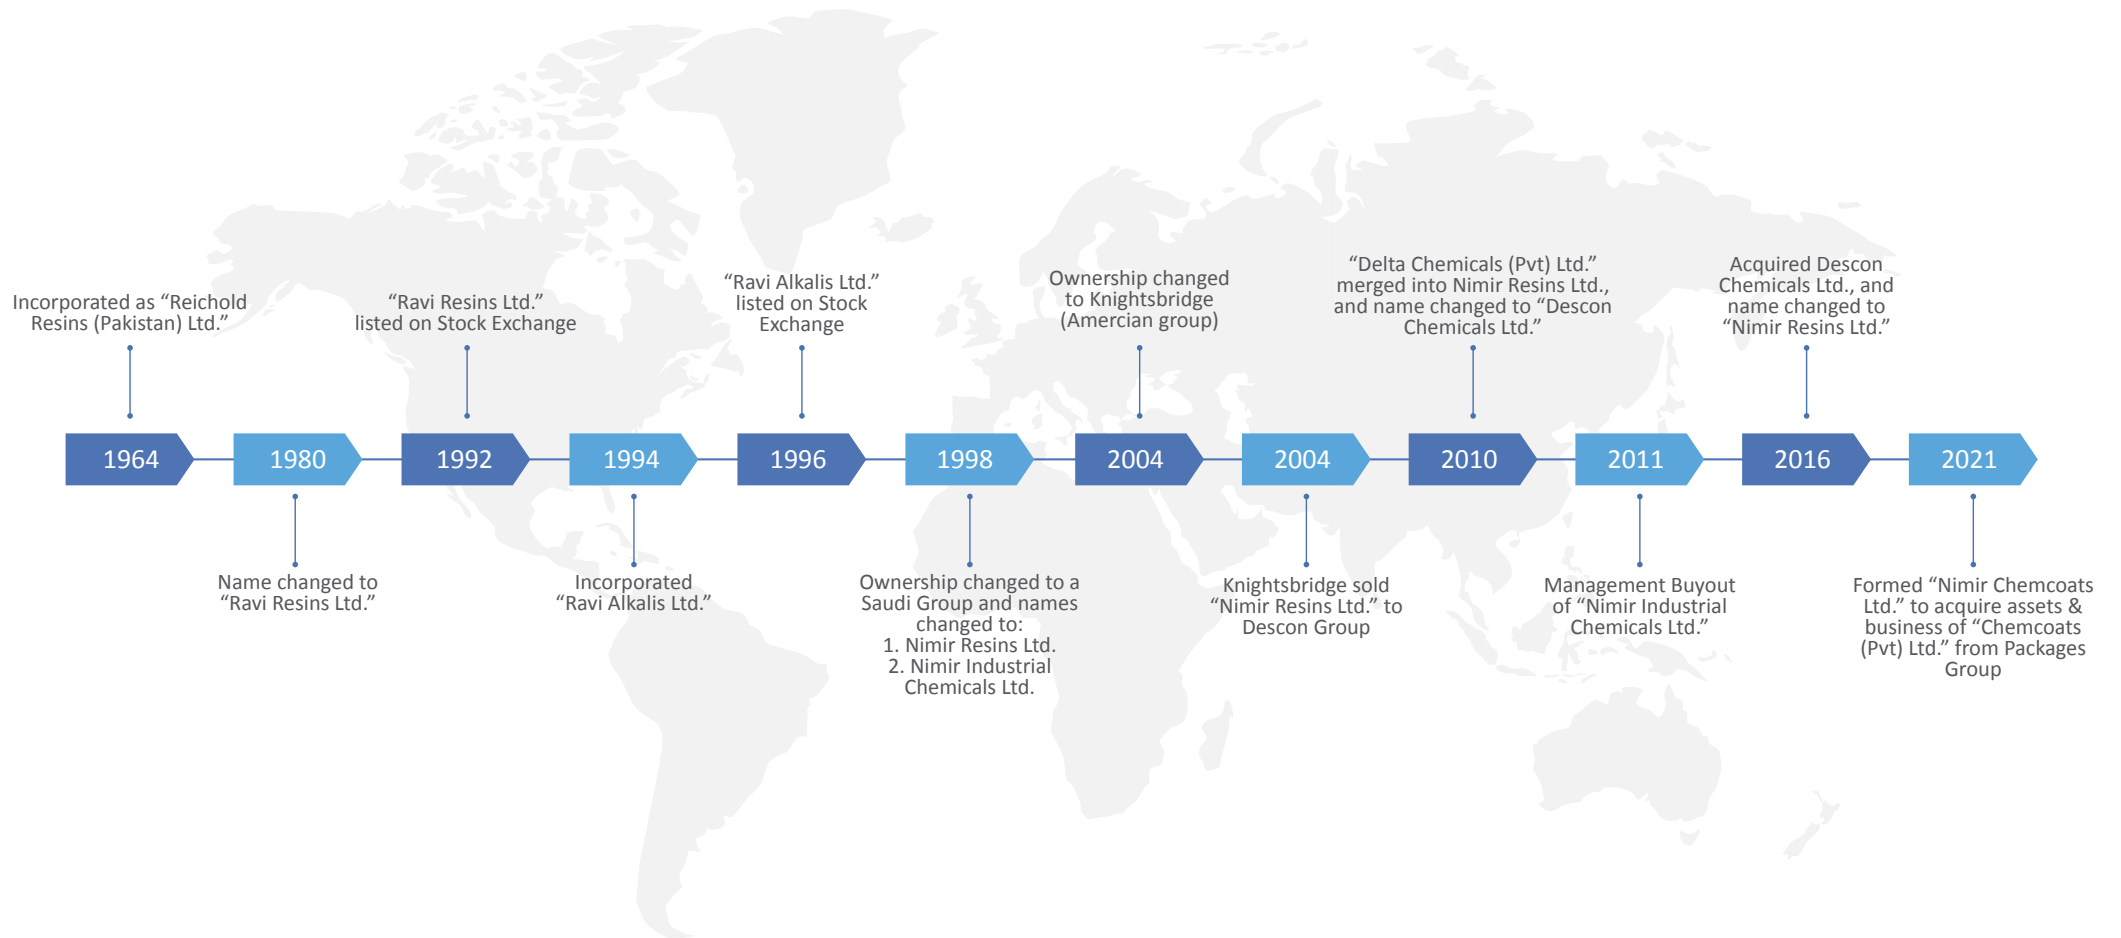 Incorporated as “Reichold
Resins (Pakistan) Ltd.”
1964
1980
Name changed to
“Ravi Resins Ltd.”
“Ravi Resins Ltd.”
listed on Stock Exchange
1992
1994
Incorporated
“Ravi Alkalis Ltd.”
“Ravi Alkalis Ltd.”
listed on Stock
Exchange
1996
1998
Ownership changed to a
Saudi Group and names
changed to:
1. Nimir Resins Ltd.
2. Nimir Industrial
Chemicals Ltd.
Ownership changed
to Knightsbridge
(Amercian group)
2004
2004
Knightsbridge sold
“Nimir Resins Ltd.” to
Descon Group
“Delta Chemicals (Pvt) Ltd.”
merged into Nimir Resins Ltd.,
and name changed to “Descon
Chemicals Ltd.”
2010
2011
Management Buyout
of “Nimir Industrial
Chemicals Ltd.”
Acquired Descon
Chemicals Ltd., and
name changed to
“Nimir Resins Ltd.”
2016
2021
Formed “Nimir Chemcoats
Ltd.” to acquire assets &
business of “Chemcoats
(Pvt) Ltd.” from Packages
Group